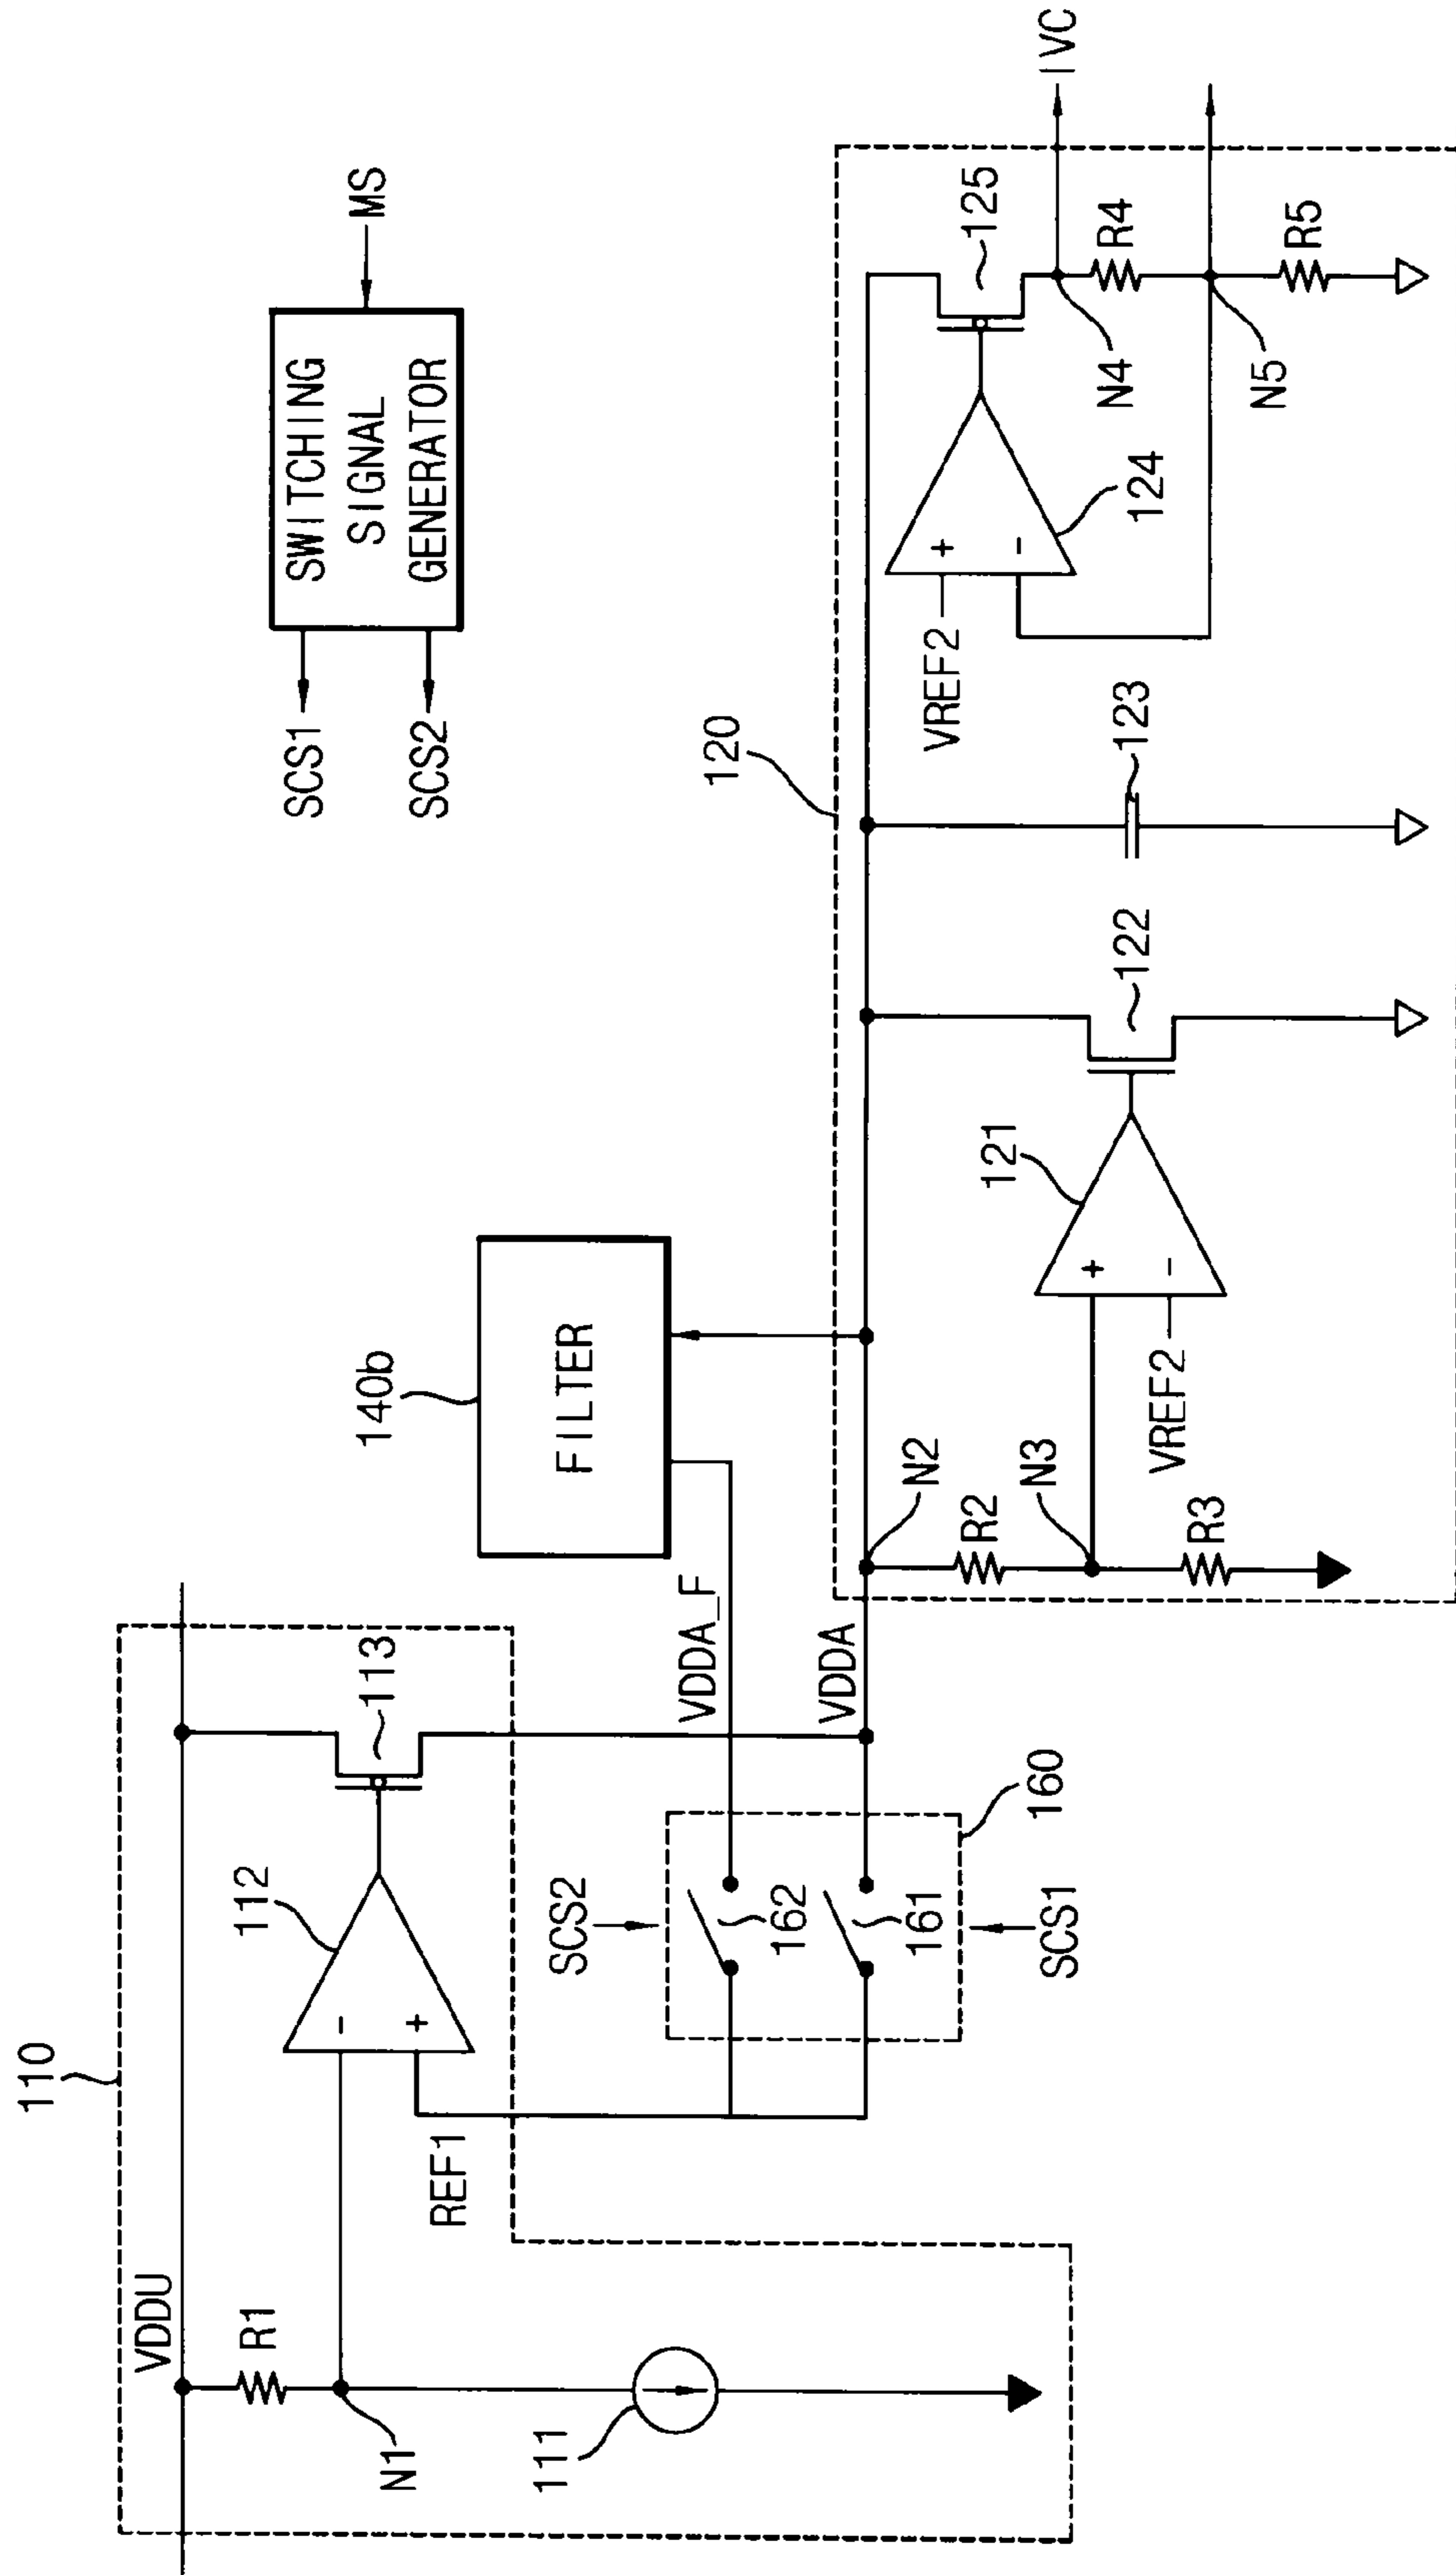 110
VDDU
R1
N1
111
112
-
+
REF1
113
SCS2
162
161
160
SCS1
VDDA_F
VDDA
140b
FILTER
SCS1
SCS2
SWITCHING
SIGNAL
GENERATOR
MS
120
N2
R2
N3
R3
121
+
-
VREF2
122
123
VREF2
+
-
124
125
N4
R4
N5
R5
IVC